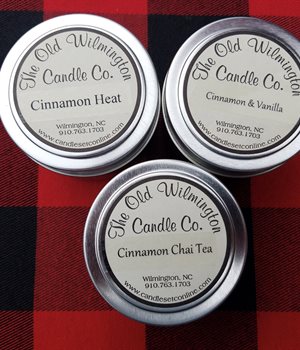 The Old Wilmington
Candle Co.
Cinnamon Heat
Wilmington, NC
910.763.1703
www.candlesetconline.com
The Old Wilmington
Candle Co.
Cinnamon & Vanilla
Wilmington, NC
910.763.1703
www.candlesetconline.com
The Old Wilmington
Candle Co.
Cinnamon Chai Tea
Wilmington, NC
910.763.1703
www.candlesetconline.com